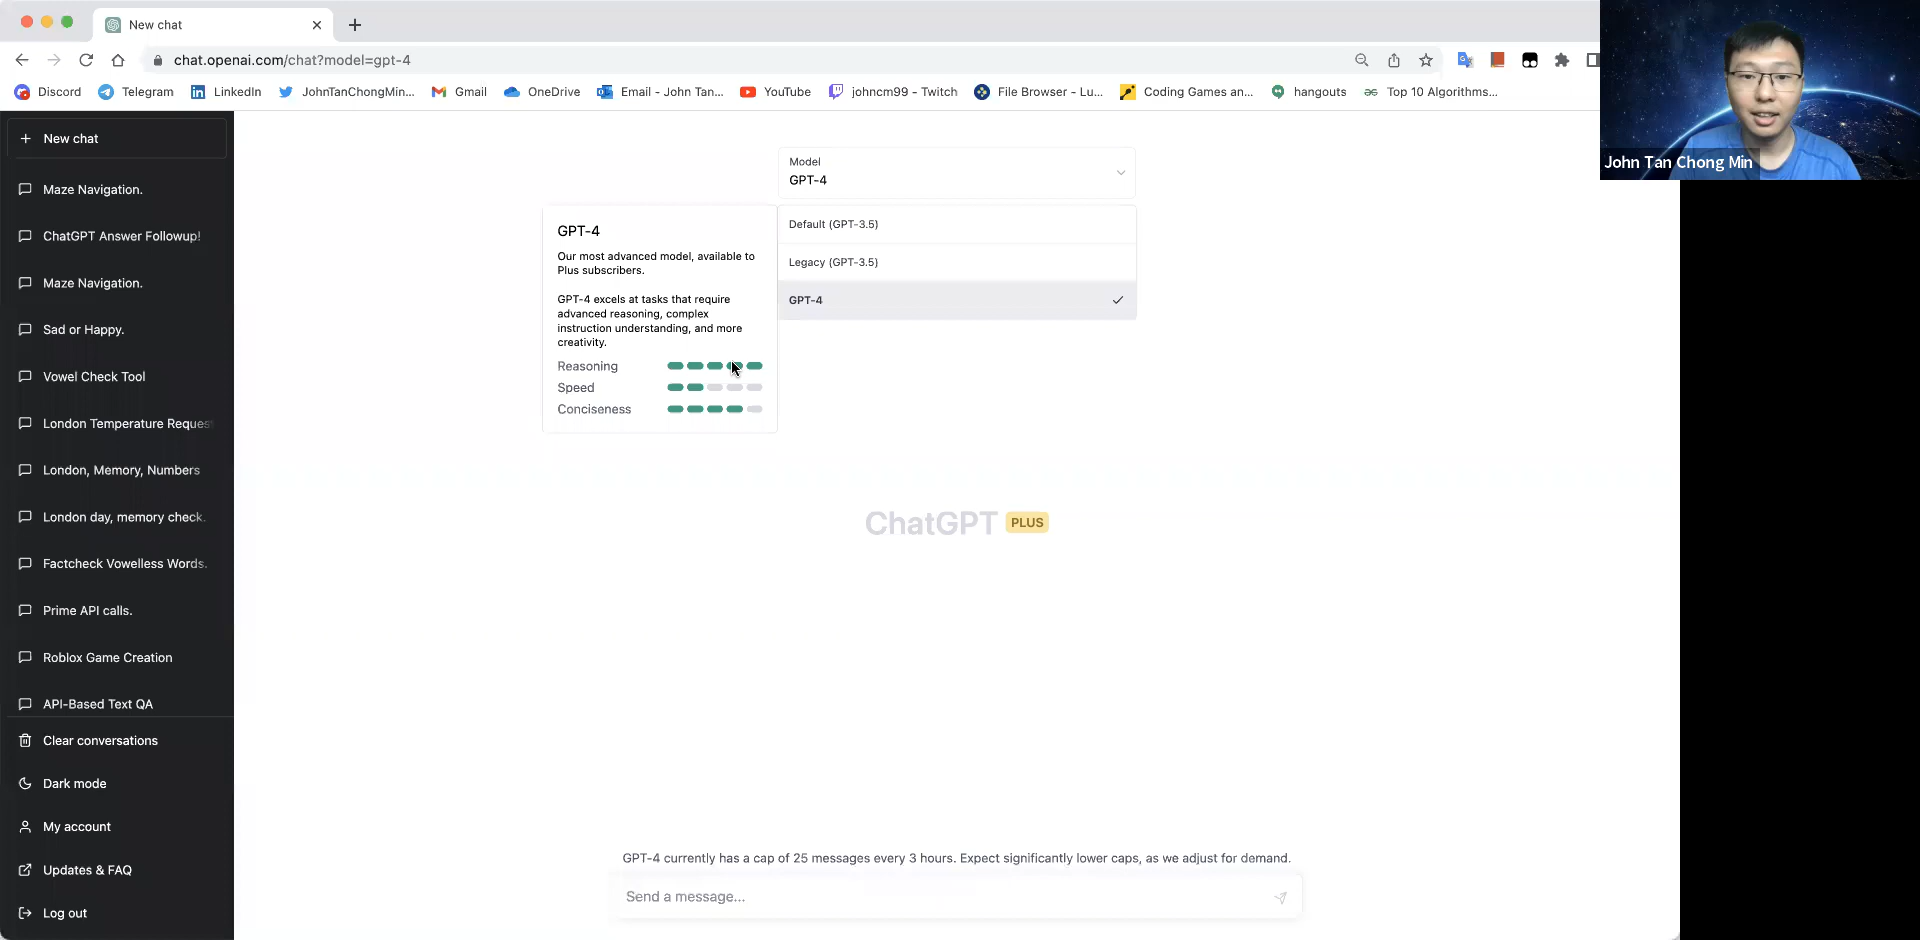 New chat
chat.openai.com/chat?model=gpt-4
Discord
Telegram
LinkedIn
JohnTanChongMin...
Gmail
OneDrive
Email - John Tan...
YouTube
johncm99 - Twitch
File Browser - Lu...
Coding Games an...
hangouts
Top 10 Algorithms...
John Tan Chong Min
New chat
Maze Navigation.
ChatGPT Answer Followup!
Maze Navigation.
Sad or Happy.
Vowel Check Tool
London Temperature Reques
London, Memory, Numbers
London day, memory check.
Factcheck Vowelless Words.
Prime API calls.
Roblox Game Creation
API-Based Text QA
Clear conversations
Dark mode
My account
Updates & FAQ
Log out
Model
GPT-4
Default (GPT-3.5)
Legacy (GPT-3.5)
GPT-4
GPT-4
Our most advanced model, available to
Plus subscribers.
GPT-4 excels at tasks that require
advanced reasoning, complex
instruction understanding, and more
creativity.
Reasoning
Speed
Conciseness
ChatGPT PLUS
GPT-4 currently has a cap of 25 messages every 3 hours. Expect significantly lower caps, as we adjust for demand.
Send a message...